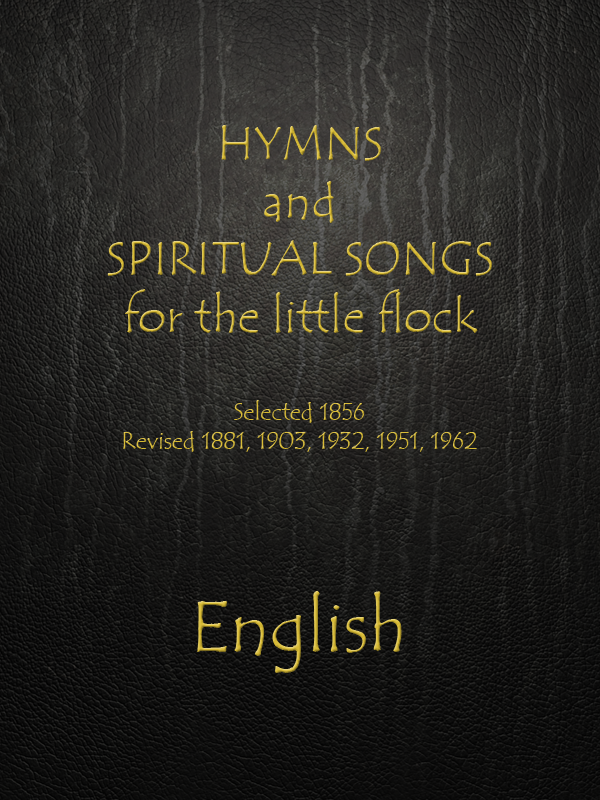 HYMNS
and
SPIRITUAL SONGS
for the little flock
Selected 1856
Revised 1881, 1903, 1932, 1951, 1962
English